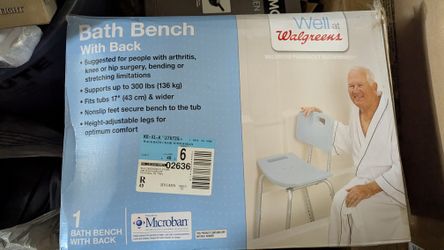 Bath Bench
With Back
• Suggested for people with arthritis,
knee or hip surgery, bending or
stretching limitations
• Supports up to 300 lbs (136 kg)
• Fits tubs 17" (43 cm) & wider
• Nonslip feet secure bench to the tub
• Height-adjustable legs for
optimum comfort
Well at
Walgreens
6
02636
R
1 BATH BENCH
WITH BACK
Microban